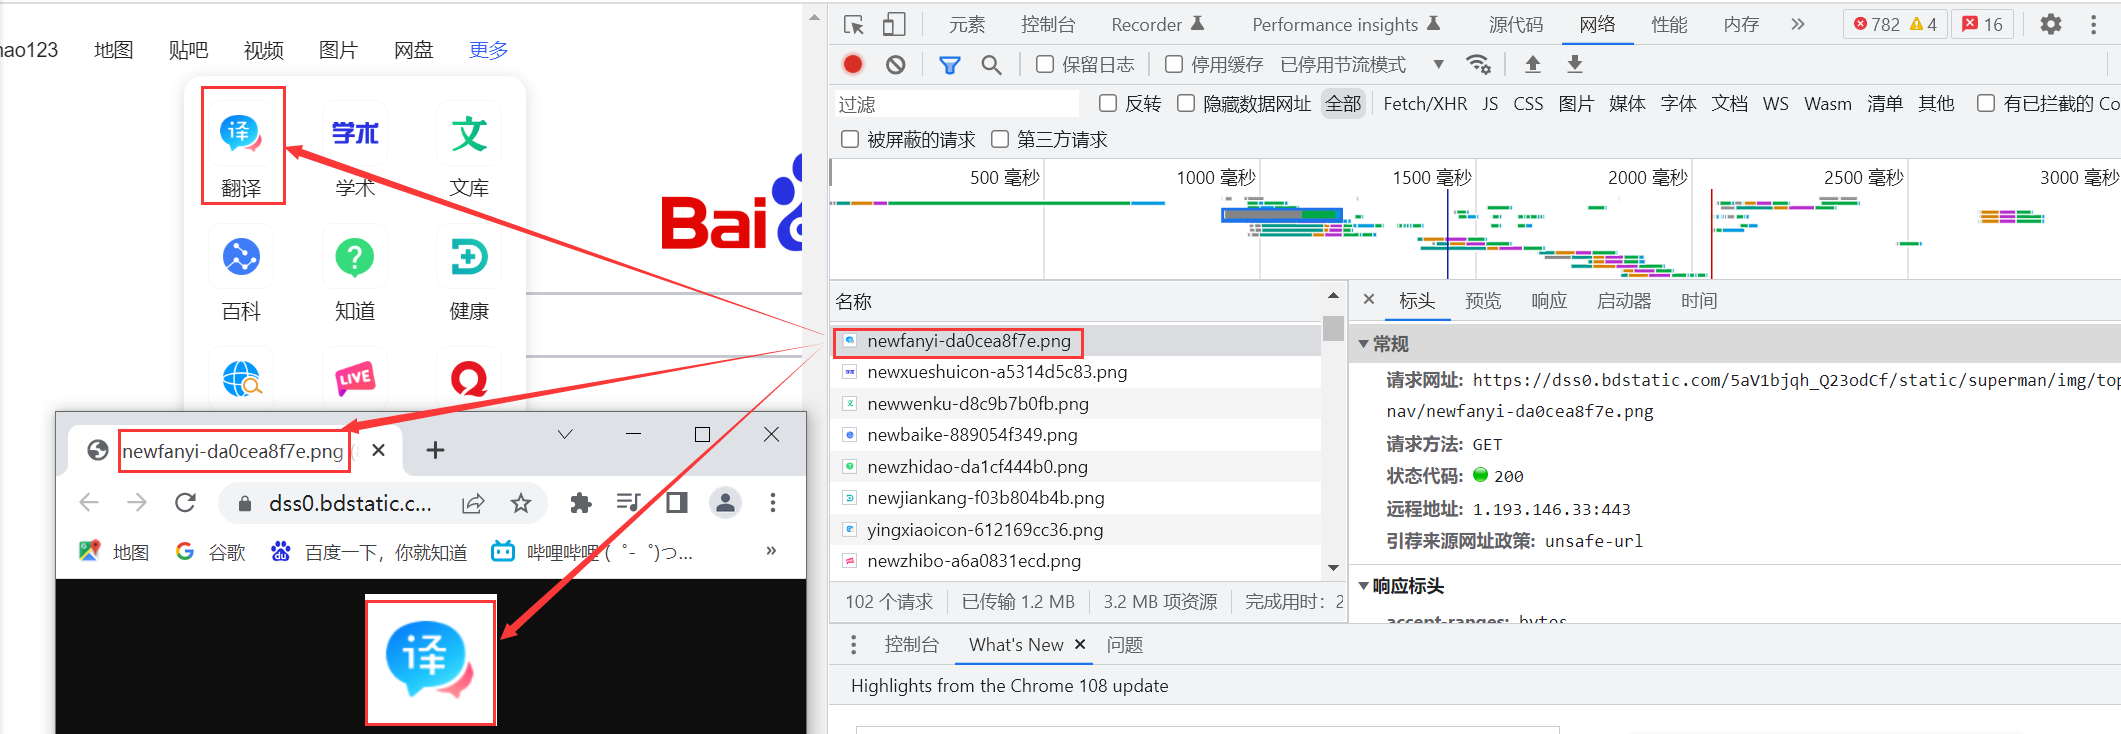 hao123 地图 贴吧 视频 图片 网盘 更多
译 学术 文
翻译 学术 文库
百科 知道 健康
LIVE
Bai
newfanyi-da0cea8f7e.png
dss0.bdstatic.c...
地图 谷歌 百度一下，你就知道 哔哩哔哩 (゜-゜)つ...
译
元素 控制台 Recorder Performance insights 源代码 网络 性能 内存 782 4 16
保留日志 停用缓存 已停用节流模式
过滤 反转 隐藏数据网址 全部 Fetch/XHR JS CSS 图片 媒体 字体 文档 WS Wasm 清单 其他 有已拦截的 Co
被屏蔽的请求 第三方请求
500 毫秒 1000 毫秒 1500 毫秒 2000 毫秒 2500 毫秒 3000 毫秒
名称
newfanyi-da0cea8f7e.png
newxueshuicon-a5314d5c83.png
newwenku-d8c9b7b0fb.png
newbaike-889054f349.png
newzhidao-da1cf444b0.png
newjiankang-f03b804b4b.png
yingxiaoicon-612169cc36.png
newzhibo-a6a0831ecd.png
102 个请求 已传输 1.2 MB 3.2 MB 项资源 完成用时：2
标头 预览 响应 启动器 时间
常规
请求网址: https://dss0.bdstatic.com/5aV1bjqh_Q23odCf/static/superman/img/top
nav/newfanyi-da0cea8f7e.png
请求方法: GET
状态代码: 200
远程地址: 1.193.146.33:443
引荐来源网址政策: unsafe-url
响应标头
accept-ranges: bytes
控制台 What's New 问题
Highlights from the Chrome 108 update